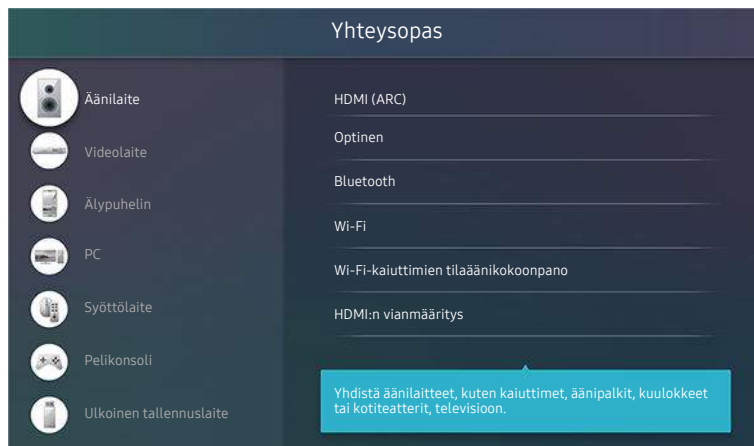 Yhteysopas
Äänilaite
Videolaite
Älypuhelin
PC
Syöttölaite
Pelikonsoli
Ulkoinen tallennuslaite
HDMI (ARC)
Optinen
Bluetooth
Wi-Fi
Wi-Fi-kaiuttimien tilaäänikokoonpano
HDMI:n vianmääritys
Yhdistä äänilaitteet, kuten kaiuttimet, äänipalkit, kuulokkeet
tai kotiteatterit, televisioon.